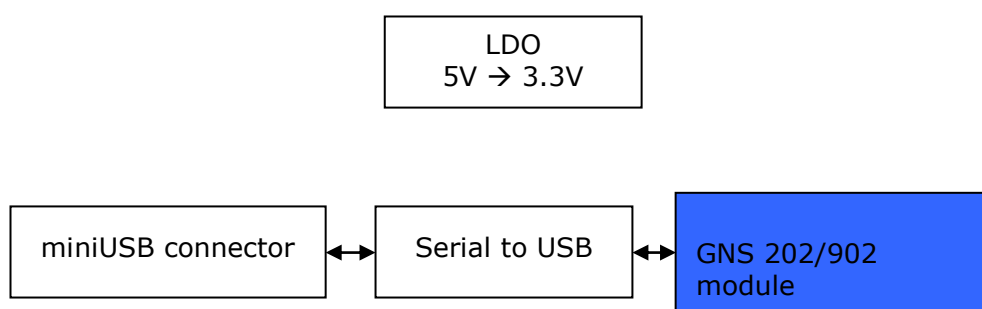 LDO
5V → 3.3V
miniUSB connector
Serial to USB
GNS 202/902
module